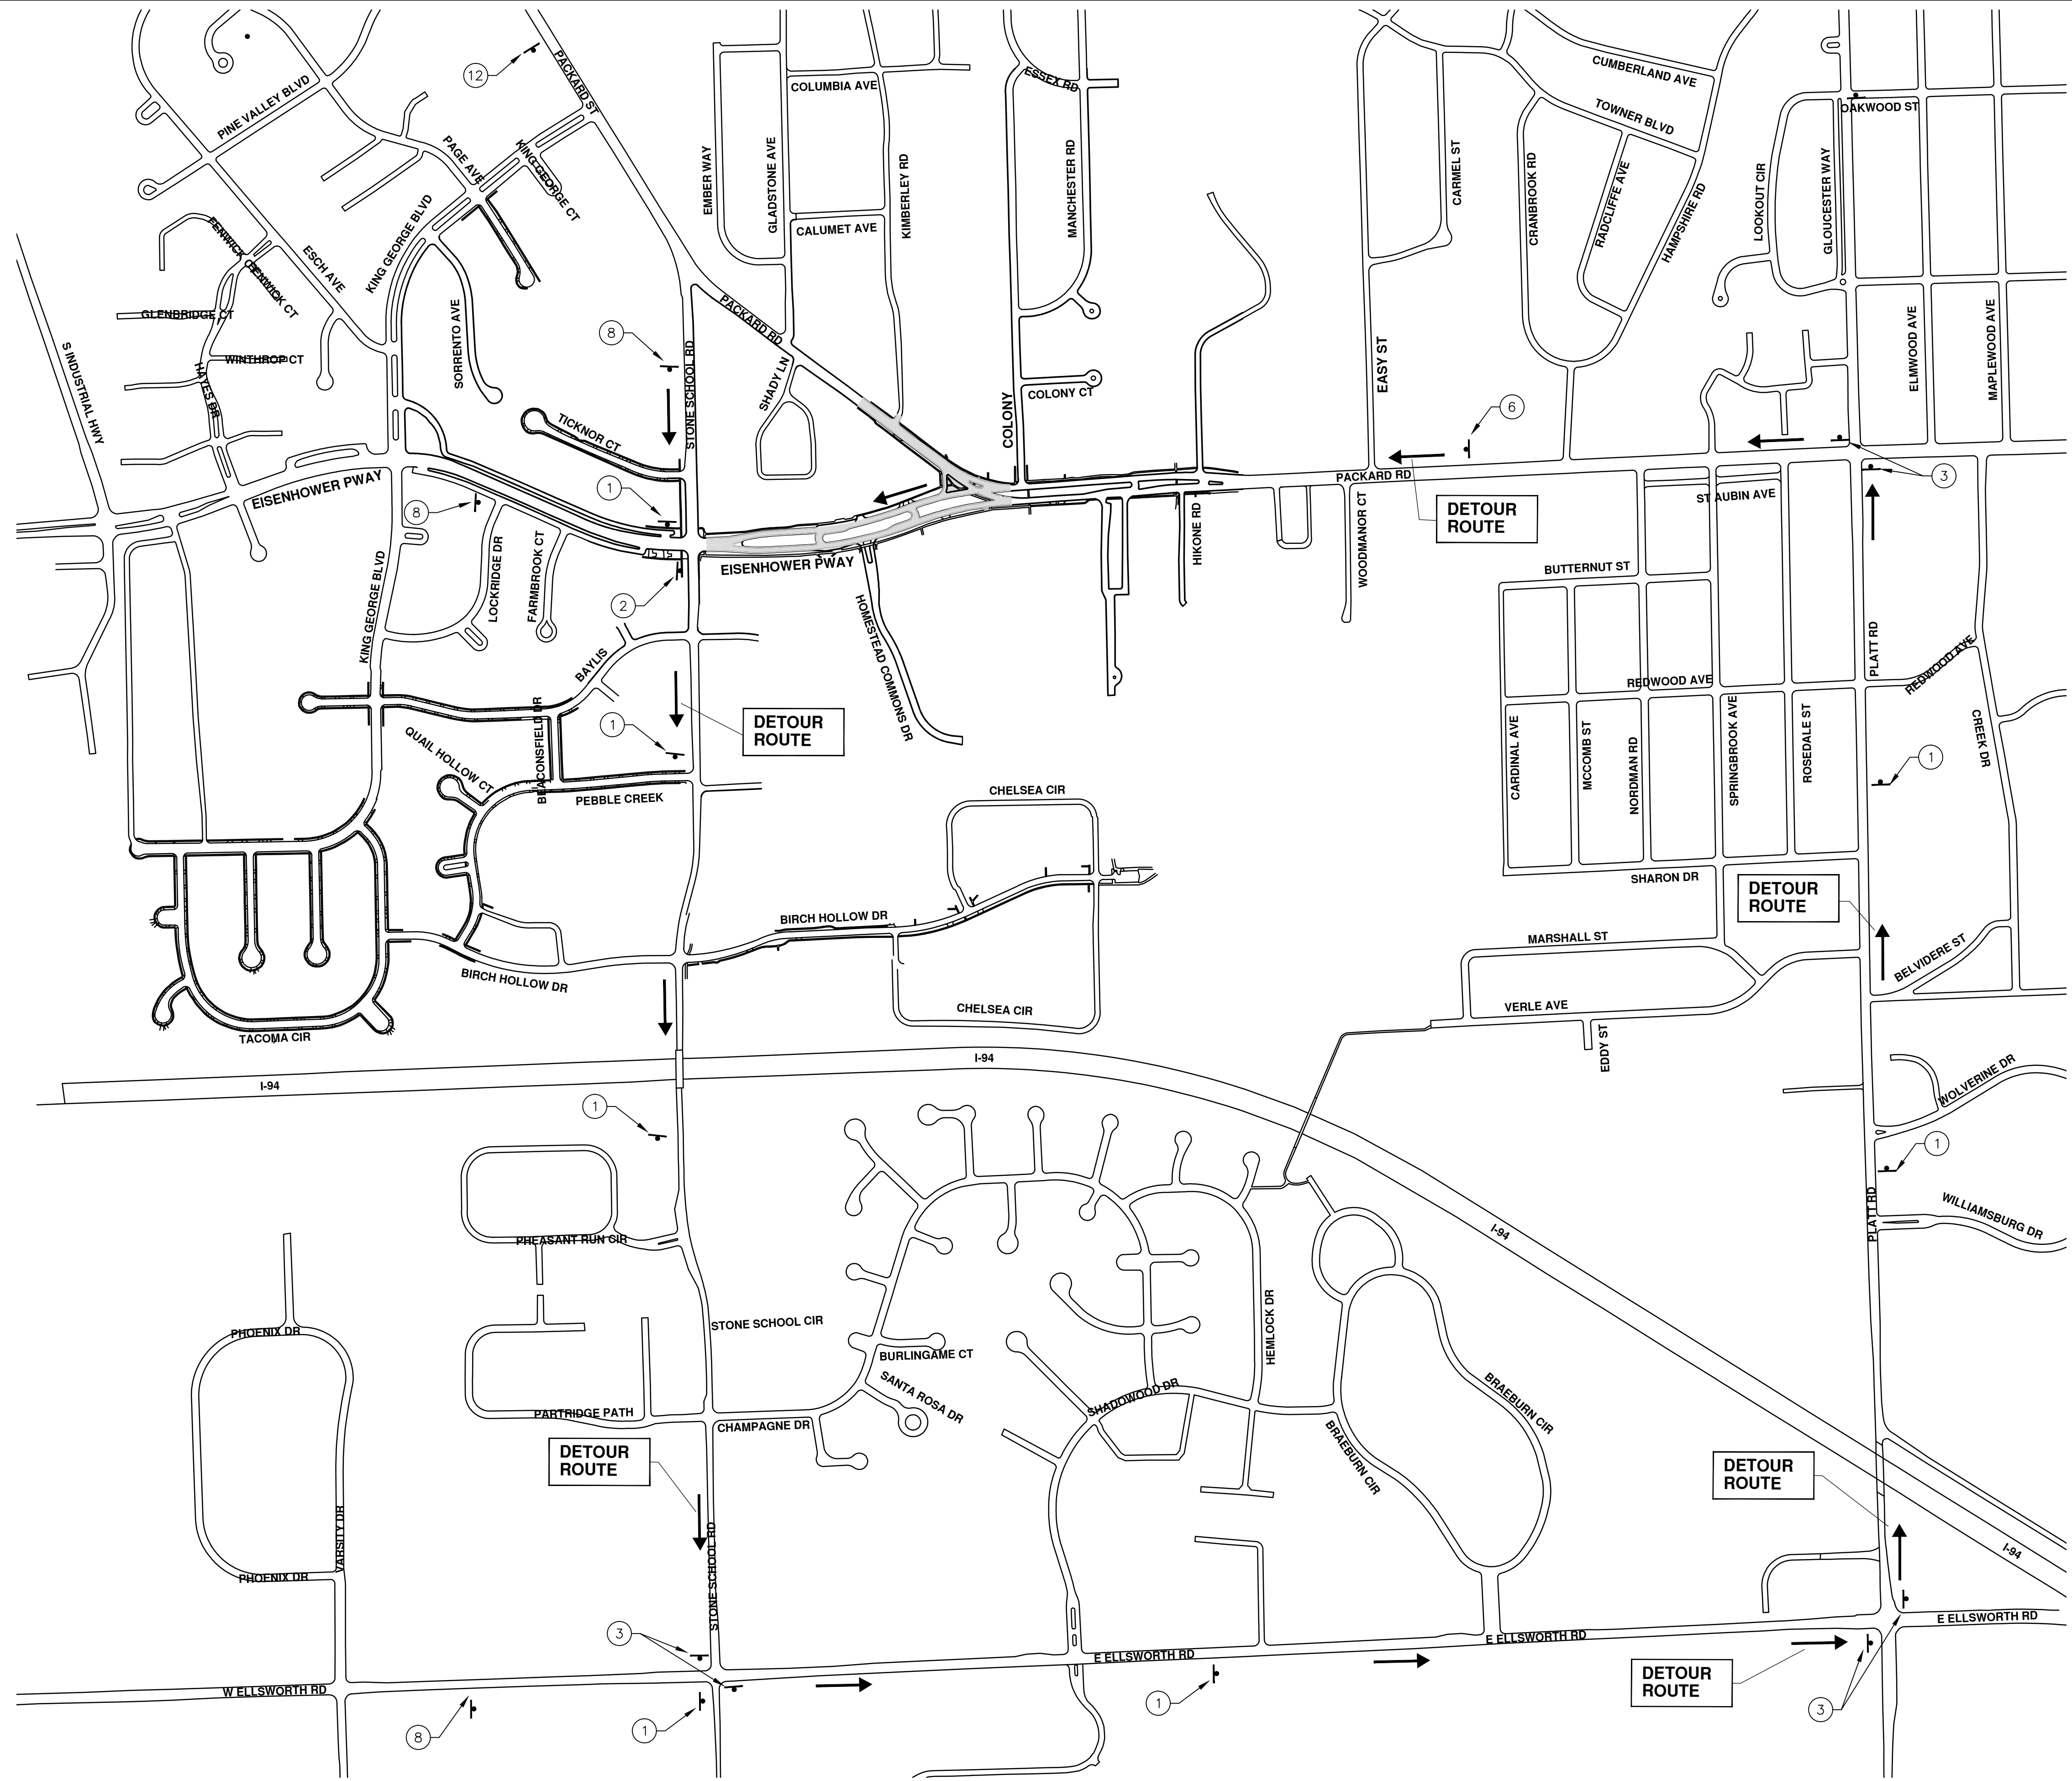 12
PACKARD ST
PINE VALLEY BLVD
PAGE AVE
KING GEORGE CT
KING GEORGE BLVD
FENWICK CT
FENWICK CT
ESCH AVE
GLENBRIDGE CT
WINTHROP CT
HAYES DR
S INDUSTRIAL HWY
SORRENTO AVE
EMBER WAY
GLADSTONE AVE
COLUMBIA AVE
KIMBERLEY RD
CALUMET AVE
ESSEX RD
MANCHESTER RD
CARMEL ST
CRANBROOK RD
CUMBERLAND AVE
TOWNER BLVD
RADCLIFFE AVE
HAMPSHIRE RD
LOOKOUT CIR
GLOUCESTER WAY
OAKWOOD ST
ELMWOOD AVE
MAPLEWOOD AVE
8
STONE SCHOOL RD
PACKARD RD
SHADY LN
TICKNOR CT
COLONY
COLONY CT
EASY ST
6
3
PACKARD RD
DETOUR
ROUTE
ST AUBIN AVE
EISENHOWER PWAY
8
1
2
EISENHOWER PWAY
HIKONE RD
WOODMANOR CT
BUTTERNUT ST
KING GEORGE BLVD
LOCKRIDGE DR
FARMBROOK CT
BAYLIS
HOMESTEAD COMMONS DR
PLATT RD
REDWOOD AVE
REDWOOD AVE
DETOUR
ROUTE
1
QUAIL HOLLOW CT
BEACONSFIELD DR
PEBBLE CREEK
CARDINAL AVE
MCCOMB ST
NORDMAN RD
SPRINGBROOK AVE
ROSEDALE ST
CREEK DR
1
CHELSEA CIR
SHARON DR
DETOUR
ROUTE
BIRCH HOLLOW DR
BIRCH HOLLOW DR
MARSHALL ST
BELVIDERE ST
CHELSEA CIR
VERLE AVE
EDDY ST
TACOMA CIR
I-94
I-94
WOLVERINE DR
1
1
PLATT RD
WILLIAMSBURG DR
I-94
PHEASANT RUN CIR
STONE SCHOOL CIR
PHOENIX DR
BURLINGAME CT
HEMLOCK DR
SANTA ROSA DR
SHADOWOOD DR
BRAEBURN CIR
BRAEBURN CIR
PARTRIDGE PATH
CHAMPAGNE DR
DETOUR
ROUTE
DETOUR
ROUTE
VARSITY DR
STONE SCHOOL RD
PHOENIX DR
I-94
3
E ELLSWORTH RD
E ELLSWORTH RD
E ELLSWORTH RD
W ELLSWORTH RD
DETOUR
ROUTE
8
1
1
3